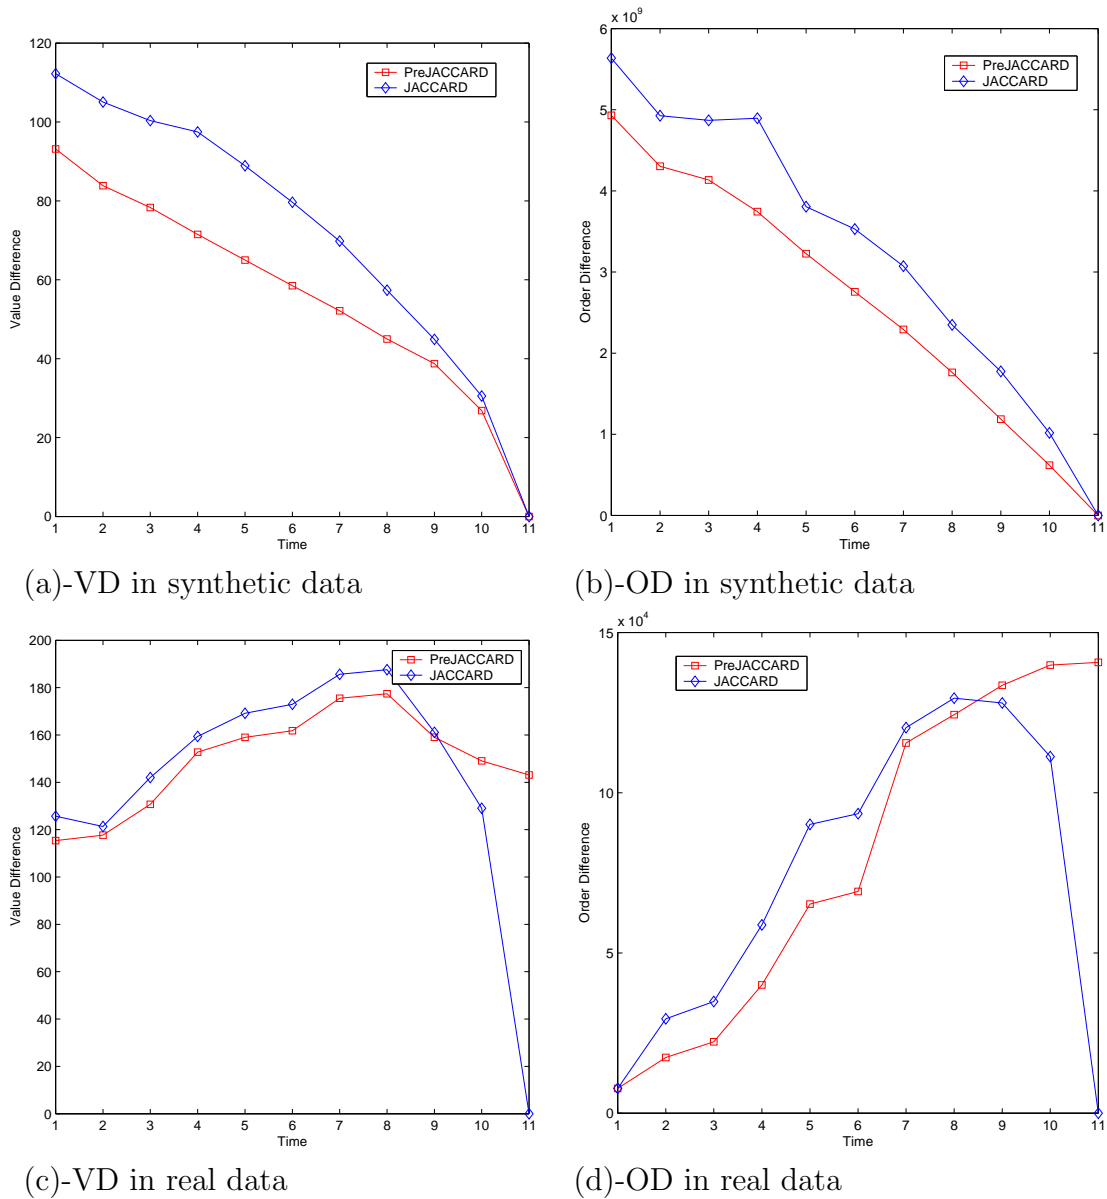 x 10^9
120
100
80
60
40
20
0
Value Difference
PreJACCARD
JACCARD
1 2 3 4 5 6 7 8 9 10 11
Time
6
5
4
3
2
1
0
Order Difference
PreJACCARD
JACCARD
1 2 3 4 5 6 7 8 9 10 11
Time
(a)-VD in synthetic data
(b)-OD in synthetic data
200
180
160
140
120
100
80
60
40
20
0
Value Difference
PreJACCARD
JACCARD
1 2 3 4 5 6 7 8 9 10 11
Time
x 10^4
15
10
5
0
Order Difference
PreJACCARD
JACCARD
1 2 3 4 5 6 7 8 9 10 11
Time
(c)-VD in real data
(d)-OD in real data